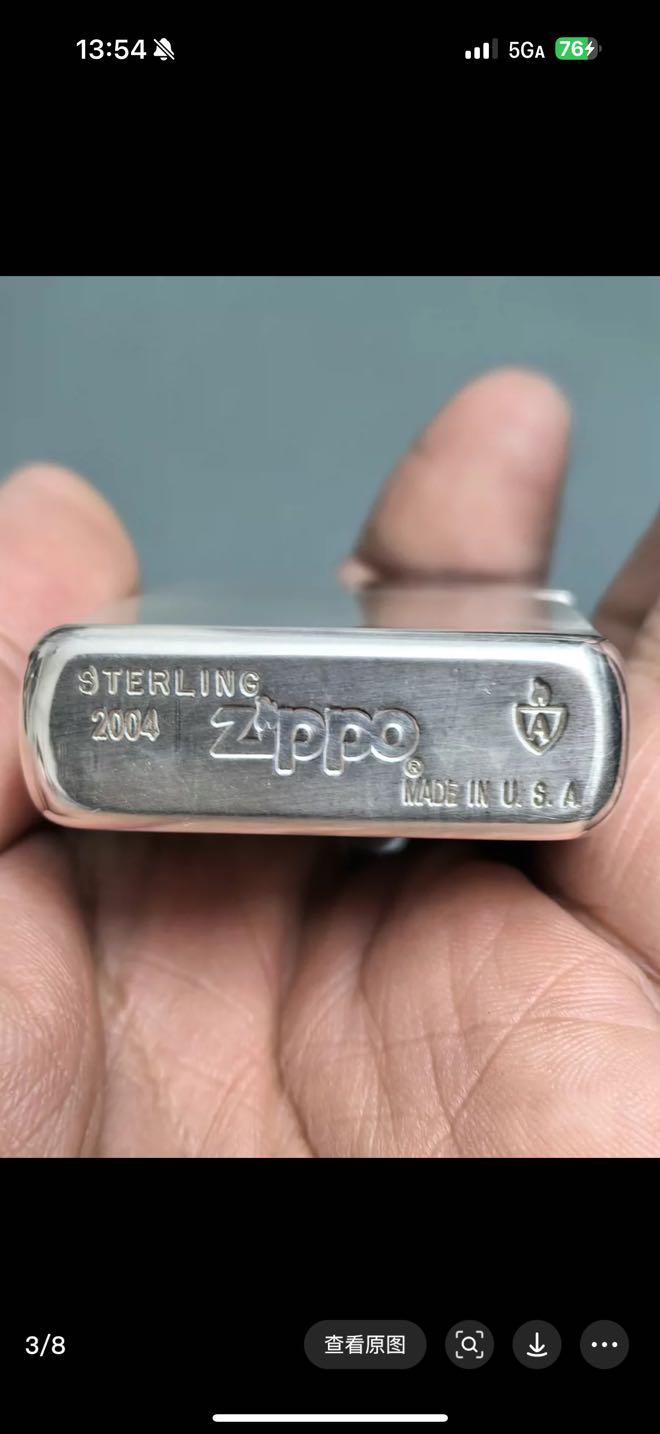 13:54
5GA
76
STERLING
2004
zippo
®
A
MADE IN U. S. A.
3/8
查看原图